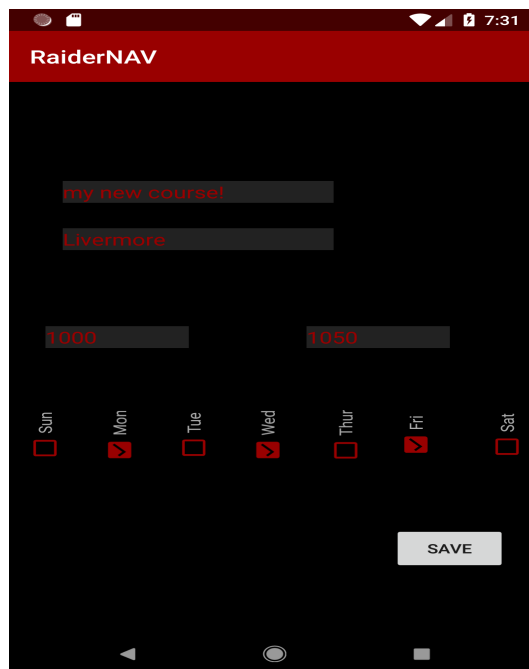 7:31
RaiderNAV
my new course!
Livermore
1000 1050
Sun Mon Tue Wed Thur Fri Sat
SAVE